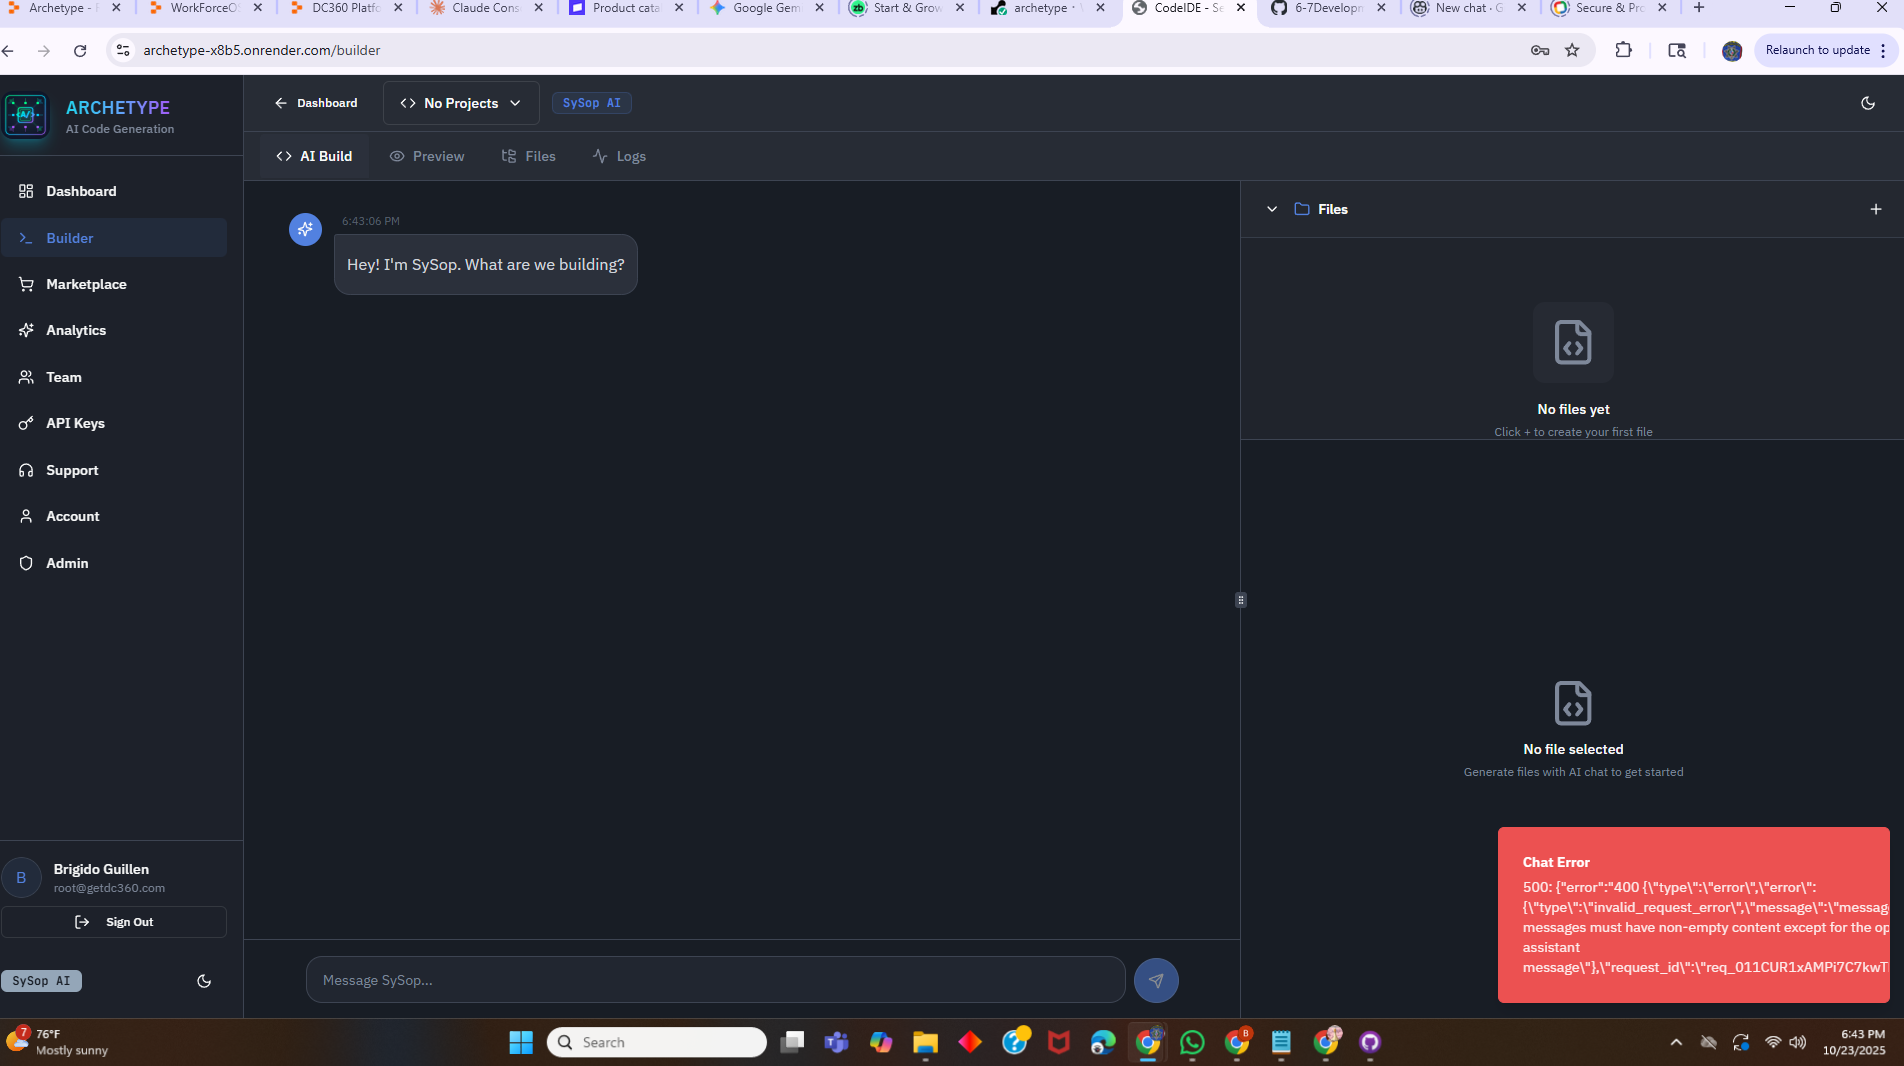 Archetype -
WorkForceO
DC360 Platfo
Claude Cons
Product cata
Google Gem
Start & Grow
archetype ·
CodeIDE - Se
6-7Developm
New chat · G
Secure & Pro
archetype-x8b5.onrender.com/builder
Relaunch to update
ARCHETYPE
AI Code Generation
Dashboard
No Projects
SySop AI
AI Build
Preview
Files
Logs
Dashboard
Builder
Marketplace
Analytics
Team
API Keys
Support
Account
Admin
6:43:06 PM
Hey! I'm SySop. What are we building?
Files
No files yet
Click + to create your first file
No file selected
Generate files with AI chat to get started
Chat Error
500: {"error":"400 {\"type\":\"error\",\"error\":
{\"type\":\"invalid_request_error\",\"message\":\"messag
messages must have non-empty content except for the op
assistant
message\"},\"request_id\":\"req_011CUR1xAMPi7C7kwT
B
Brigido Guillen
root@getdc360.com
Sign Out
SySop AI
Message SySop...
7
76°F
Mostly sunny
Search
B
6:43 PM
10/23/2025